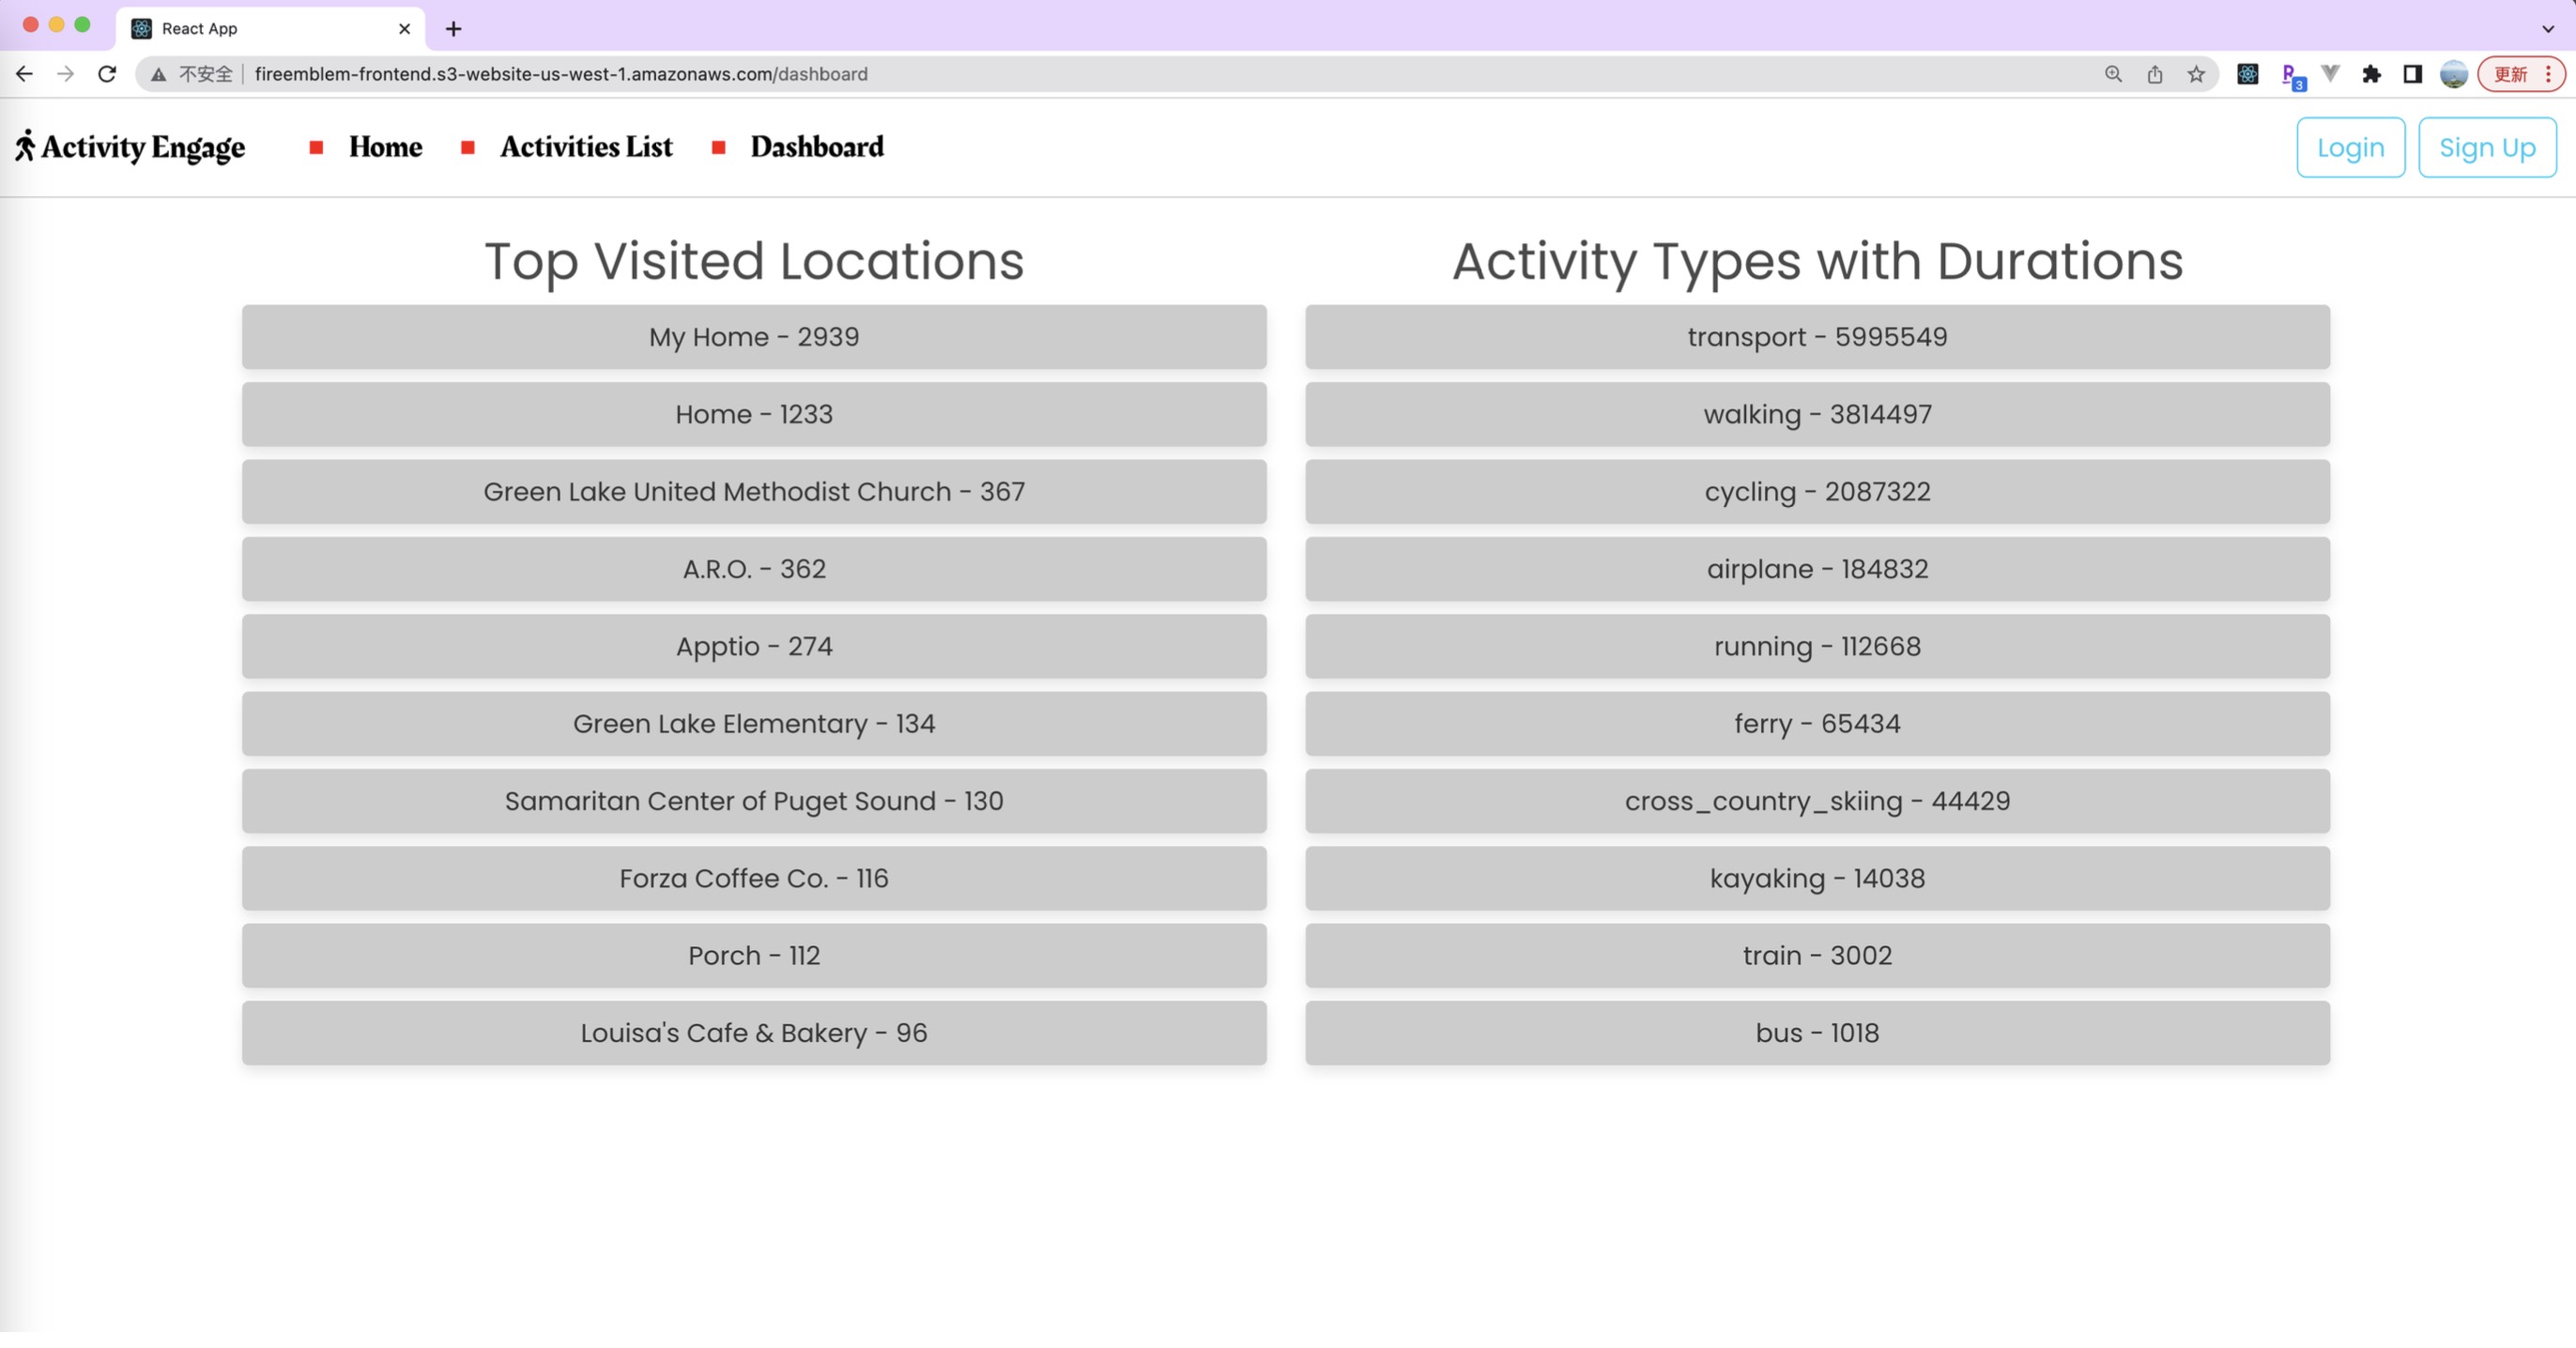 React App
不安全 fireemblem-frontend.s3-website-us-west-1.amazonaws.com/dashboard
3
更新
Activity Engage Home Activities List Dashboard Login Sign Up
Top Visited Locations
My Home - 2939
Home - 1233
Green Lake United Methodist Church - 367
A.R.O. - 362
Apptio - 274
Green Lake Elementary - 134
Samaritan Center of Puget Sound - 130
Forza Coffee Co. - 116
Porch - 112
Louisa's Cafe & Bakery - 96
Activity Types with Durations
transport - 5995549
walking - 3814497
cycling - 2087322
airplane - 184832
running - 112668
ferry - 65434
cross_country_skiing - 44429
kayaking - 14038
train - 3002
bus - 1018